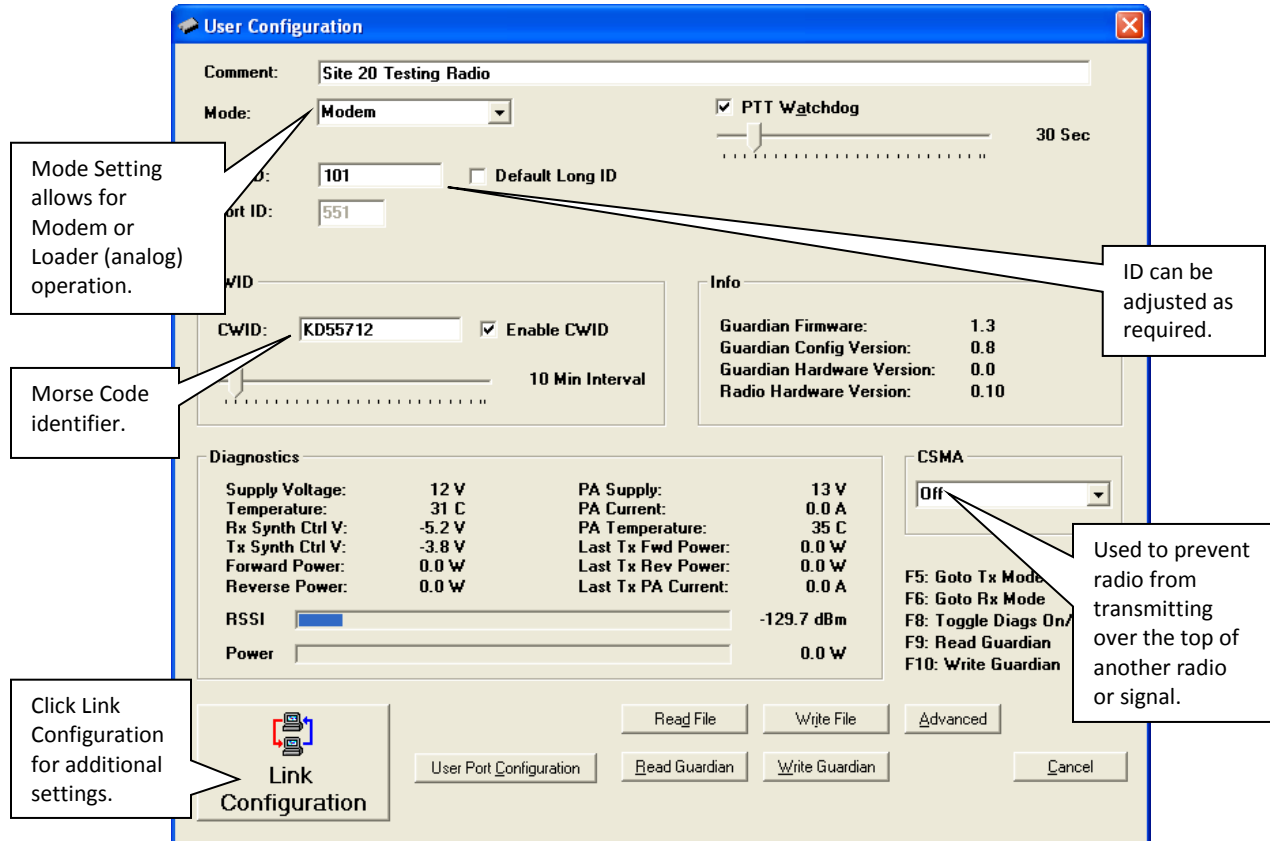 User Configuration
Comment: Site 20 Testing Radio
Mode: Modem
PTT Watchdog
30 Sec
Mode Setting
allows for
Modem or
Loader (analog)
operation.
D: 101
Default Long ID
ort ID: 551
ID can be
adjusted as
required.
WID
CWID: KD55712
Enable CWID
10 Min Interval
Morse Code
identifier.
Info
Guardian Firmware: 1.3
Guardian Config Version: 0.8
Guardian Hardware Version: 0.0
Radio Hardware Version: 0.10
Diagnostics
Supply Voltage: 12 V
Temperature: 31 C
Rx Synth Ctrl V: -5.2 V
Tx Synth Ctrl V: -3.8 V
Forward Power: 0.0 W
Reverse Power: 0.0 W
PA Supply: 13 V
PA Current: 0.0 A
PA Temperature: 35 C
Last Tx Fwd Power: 0.0 W
Last Tx Rev Power: 0.0 W
Last Tx PA Current: 0.0 A
RSSI -129.7 dBm
Power 0.0 W
CSMA
Off
Used to prevent
radio from
transmitting
over the top of
another radio
or signal.
F5: Goto Tx Mode
F6: Goto Rx Mode
F8: Toggle Diags On/
F9: Read Guardian
F10: Write Guardian
Click Link
Configuration
for additional
settings.
Link
Configuration
Read File
Write File
Advanced
User Port Configuration
Read Guardian
Write Guardian
Cancel